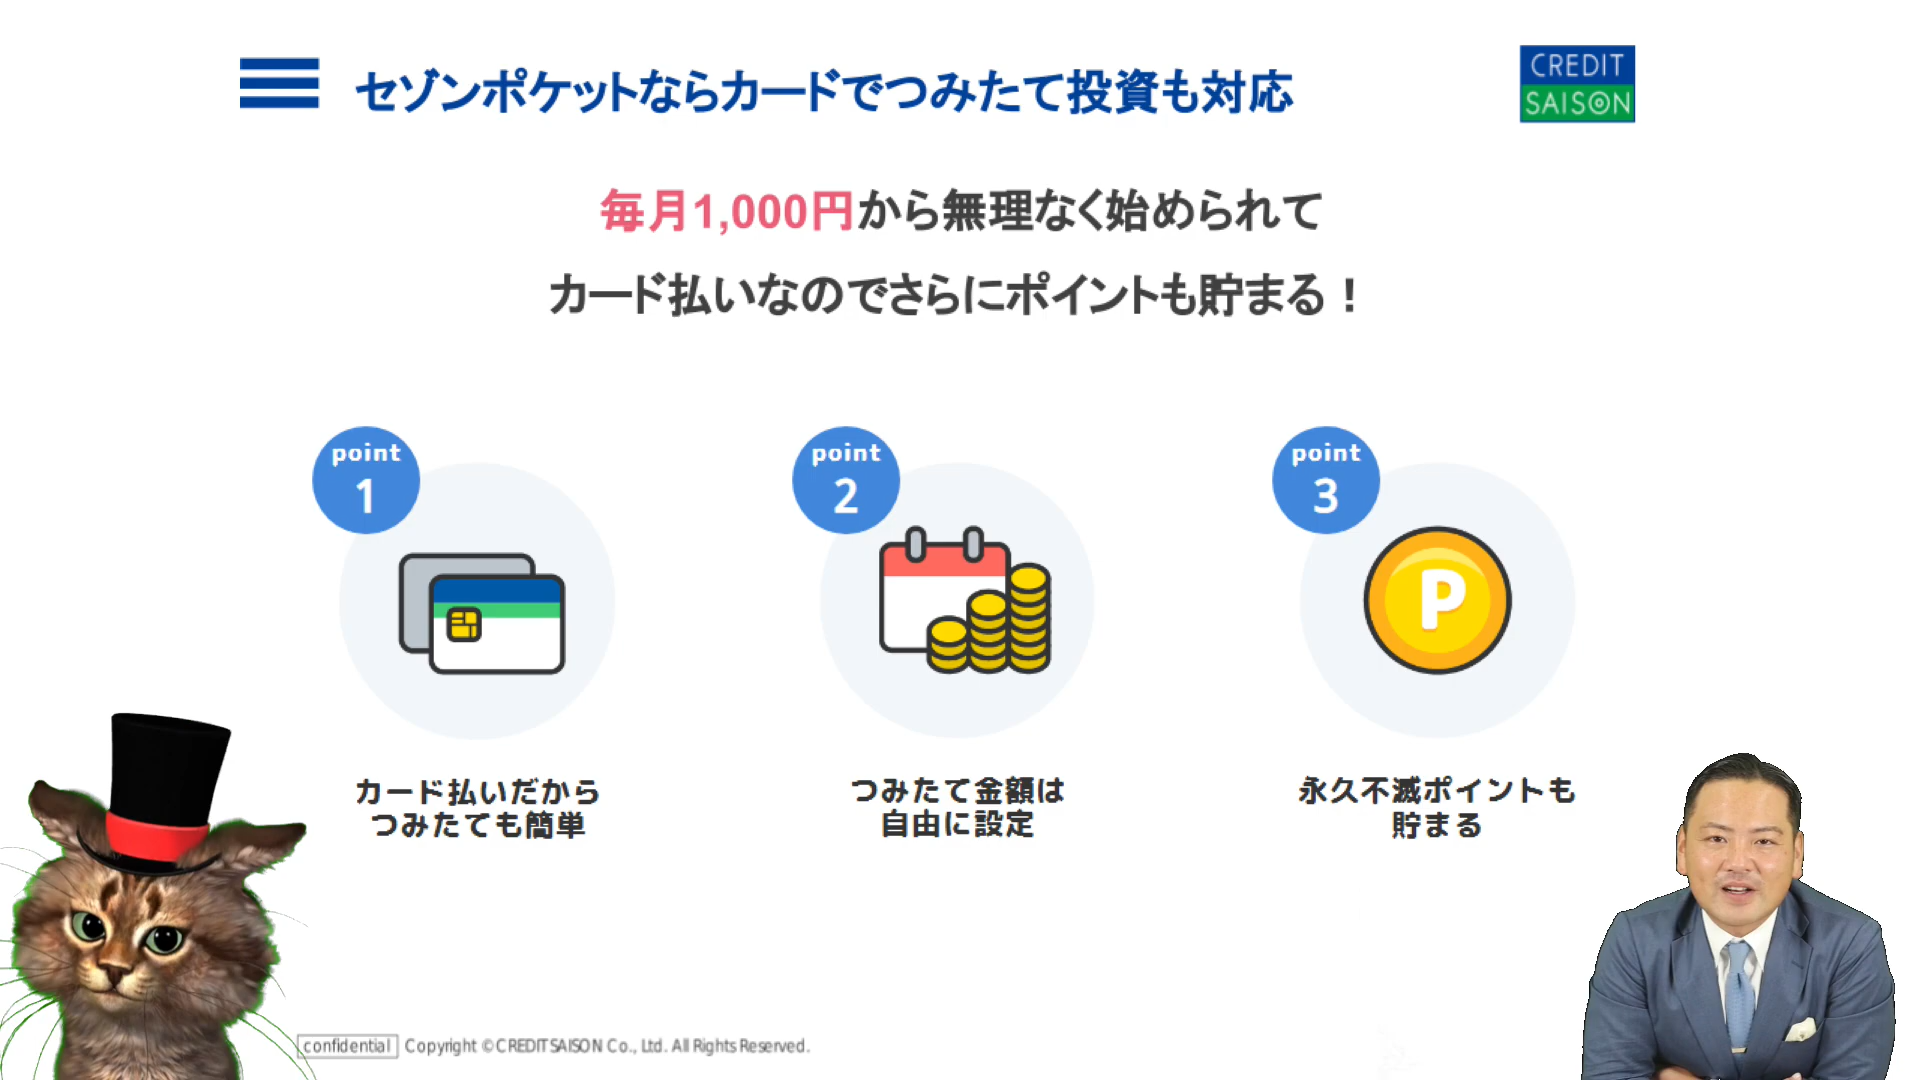 セゾンポケットならカードでつみたて投資も対応
CREDIT
SAISON
毎月1,000円から無理なく始められて
カード払いなのでさらにポイントも貯まる！
point
1
point
2
point
3
P
カード払いだから
つみたても簡単
つみたて金額は
自由に設定
永久不滅ポイントも
貯まる
confidential Copyright © CREDIT SAISON Co., Ltd. All Rights Reserved.